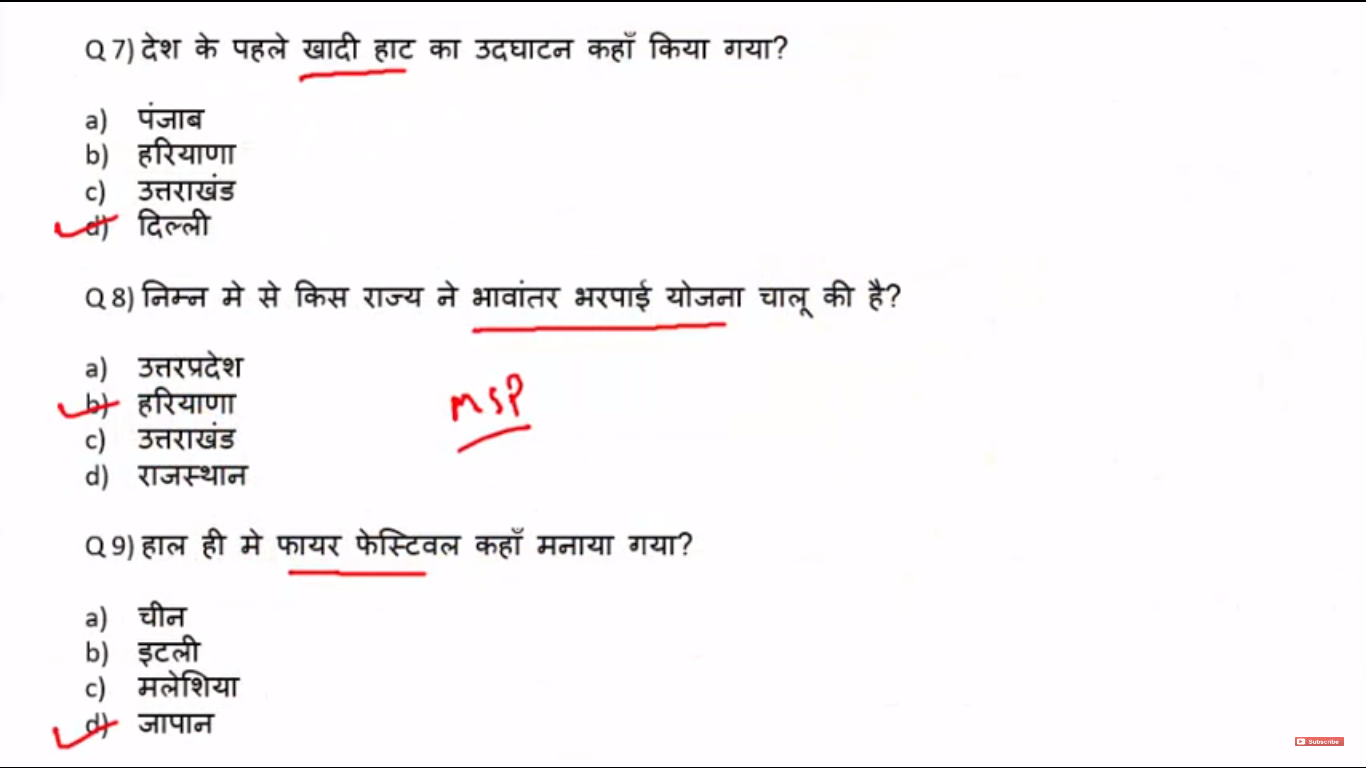 Q 7) देश के पहले खादी हाट का उदघाटन कहाँ किया गया?
a) पंजाब
b) हरियाणा
c) उत्तराखंड
d) दिल्ली
Q 8) निम्न मे से किस राज्य ने भावांतर भरपाई योजना चालू की है?
a) उत्तरप्रदेश
b) हरियाणा
MSP
c) उत्तराखंड
d) राजस्थान
Q 9) हाल ही मे फायर फेस्टिवल कहाँ मनाया गया?
a) चीन
b) इटली
c) मलेशिया
d) जापान
Subscribe